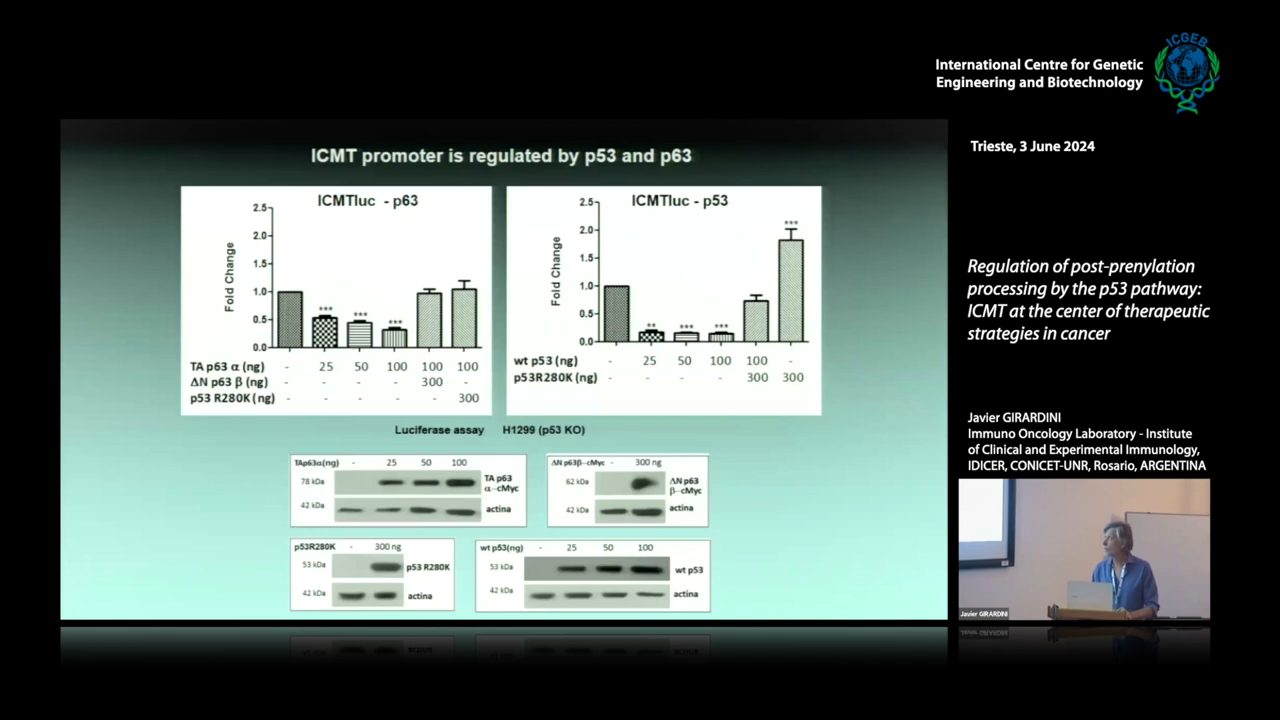 ICGEB
International Centre for Genetic
Engineering and Biotechnology
Trieste, 3 June 2024
ICMT promoter is regulated by p53 and p63
ICMTluc - p63
2.5
2.0
1.5
1.0
0.5
0.0
Fold Change
*** *** ***
TA p63 α (ng) - 25 50 100 100 100
ΔN p63 β (ng) - - - - 300 -
p53 R280K (ng) - - - - - 300
ICMTluc - p53
2.5
2.0
1.5
1.0
0.5
0.0
Fold Change
** *** *** ***
wt p53 (ng) - 25 50 100 100 -
p53R280K (ng) - - - - 300 300
Luciferase assay H1299 (p53 KO)
TAp63α(ng) - 25 50 100
78 kDa TA p63
α-cMyc
42 kDa actina
ΔN p63β-cMyc - 300 ng
62 kDa ΔN p63
β-cMyc
42 kDa actina
p53R280K - 300 ng
53 kDa p53 R280K
42 kDa actina
wt p53(ng) - 25 50 100
53 kDa wt p53
42 kDa actina
Regulation of post-prenylation
processing by the p53 pathway:
ICMT at the center of therapeutic
strategies in cancer
Javier GIRARDINI
Immuno Oncology Laboratory - Institute
of Clinical and Experimental Immunology,
IDICER, CONICET-UNR, Rosario, ARGENTINA
Javier GIRARDINI